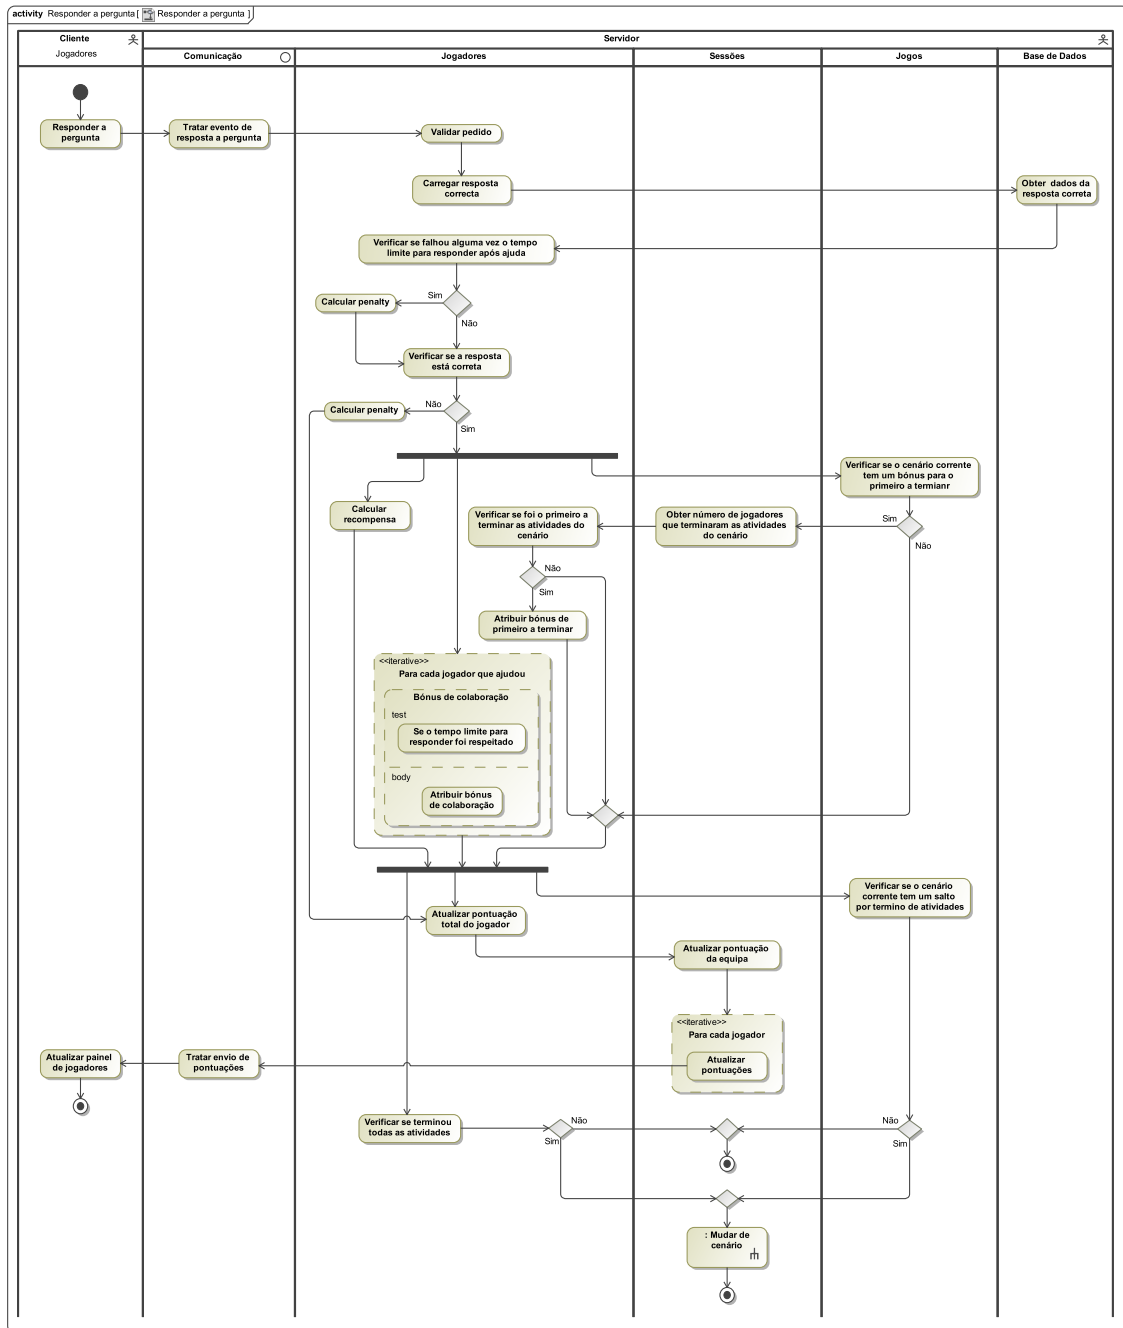 activity Responder a pergunta [ Responder a pergunta ]
Cliente
Jogadores
Servidor
Comunicação
Jogadores
Sessões
Jogos
Base de Dados
Responder a
pergunta
Tratar evento de
resposta a pergunta
Validar pedido
Carregar resposta
correcta
Obter dados da
resposta correta
Verificar se falhou alguma vez o tempo
limite para responder após ajuda
Sim
Calcular penalty
Não
Verificar se a resposta
está correta
Não
Calcular penalty
Sim
Verificar se o cenário corrente
tem um bónus para o
primeiro a termianr
Calcular
recompensa
Verificar se foi o primeiro a
terminar as atividades do
cenário
Obter número de jogadores
que terminaram as atividades
do cenário
Sim
Não
Não
Sim
Atribuir bónus de
primeiro a terminar
<<iterative>>
Para cada jogador que ajudou
Bónus de colaboração
test
Se o tempo limite para
responder foi respeitado
body
Atribuir bónus
de colaboração
Verificar se o cenário
corrente tem um salto
por termino de atividades
Atualizar pontuação
total do jogador
Atualizar pontuação
da equipa
<<iterative>>
Para cada jogador
Atualizar
pontuações
Atualizar painel
de jogadores
Tratar envio de
pontuações
Verificar se terminou
todas as atividades
Não
Sim
Não
Sim
: Mudar de
cenário